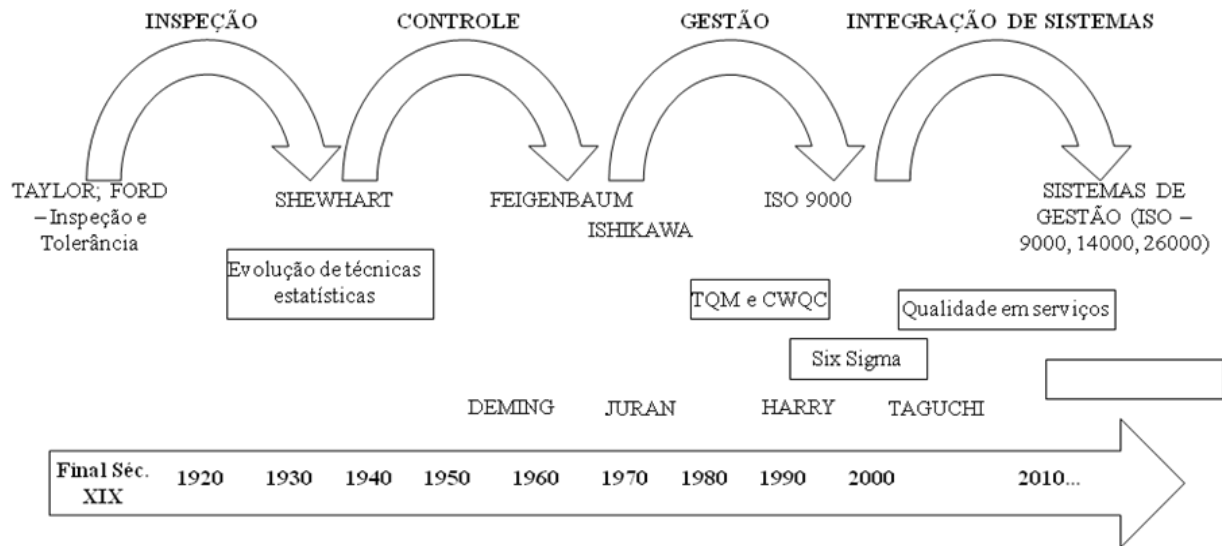 INSPEÇÃO
CONTROLE
GESTÃO
INTEGRAÇÃO DE SISTEMAS
TAYLOR; FORD
– Inspeção e
Tolerância
SHEWHART
FEIGENBAUM
ISHIKAWA
ISO 9000
SISTEMAS DE
GESTÃO (ISO –
9000, 14000, 26000)
Evolução de técnicas
estatísticas
TQM e CWQC
Qualidade em serviços
Six Sigma
DEMING
JURAN
HARRY
TAGUCHI
Final Séc.
XIX
1920
1930
1940
1950
1960
1970
1980
1990
2000
2010...